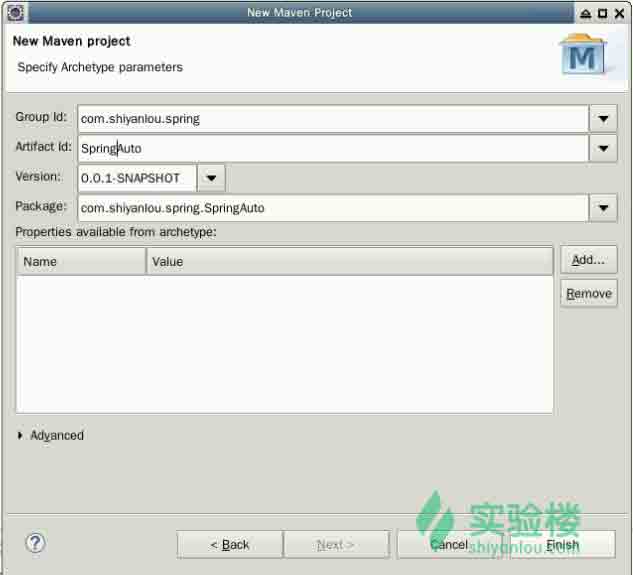 New Maven Project
New Maven project
Specify Archetype parameters
M
Group Id: com.shiyanlou.spring
Artifact Id: SpringAuto
Version: 0.0.1-SNAPSHOT
Package: com.shiyanlou.spring.SpringAuto
Properties available from archetype:
Name Value Add...
Remove
Advanced
实验楼
? < Back Next > Cancel Finish
shiyanlou.com